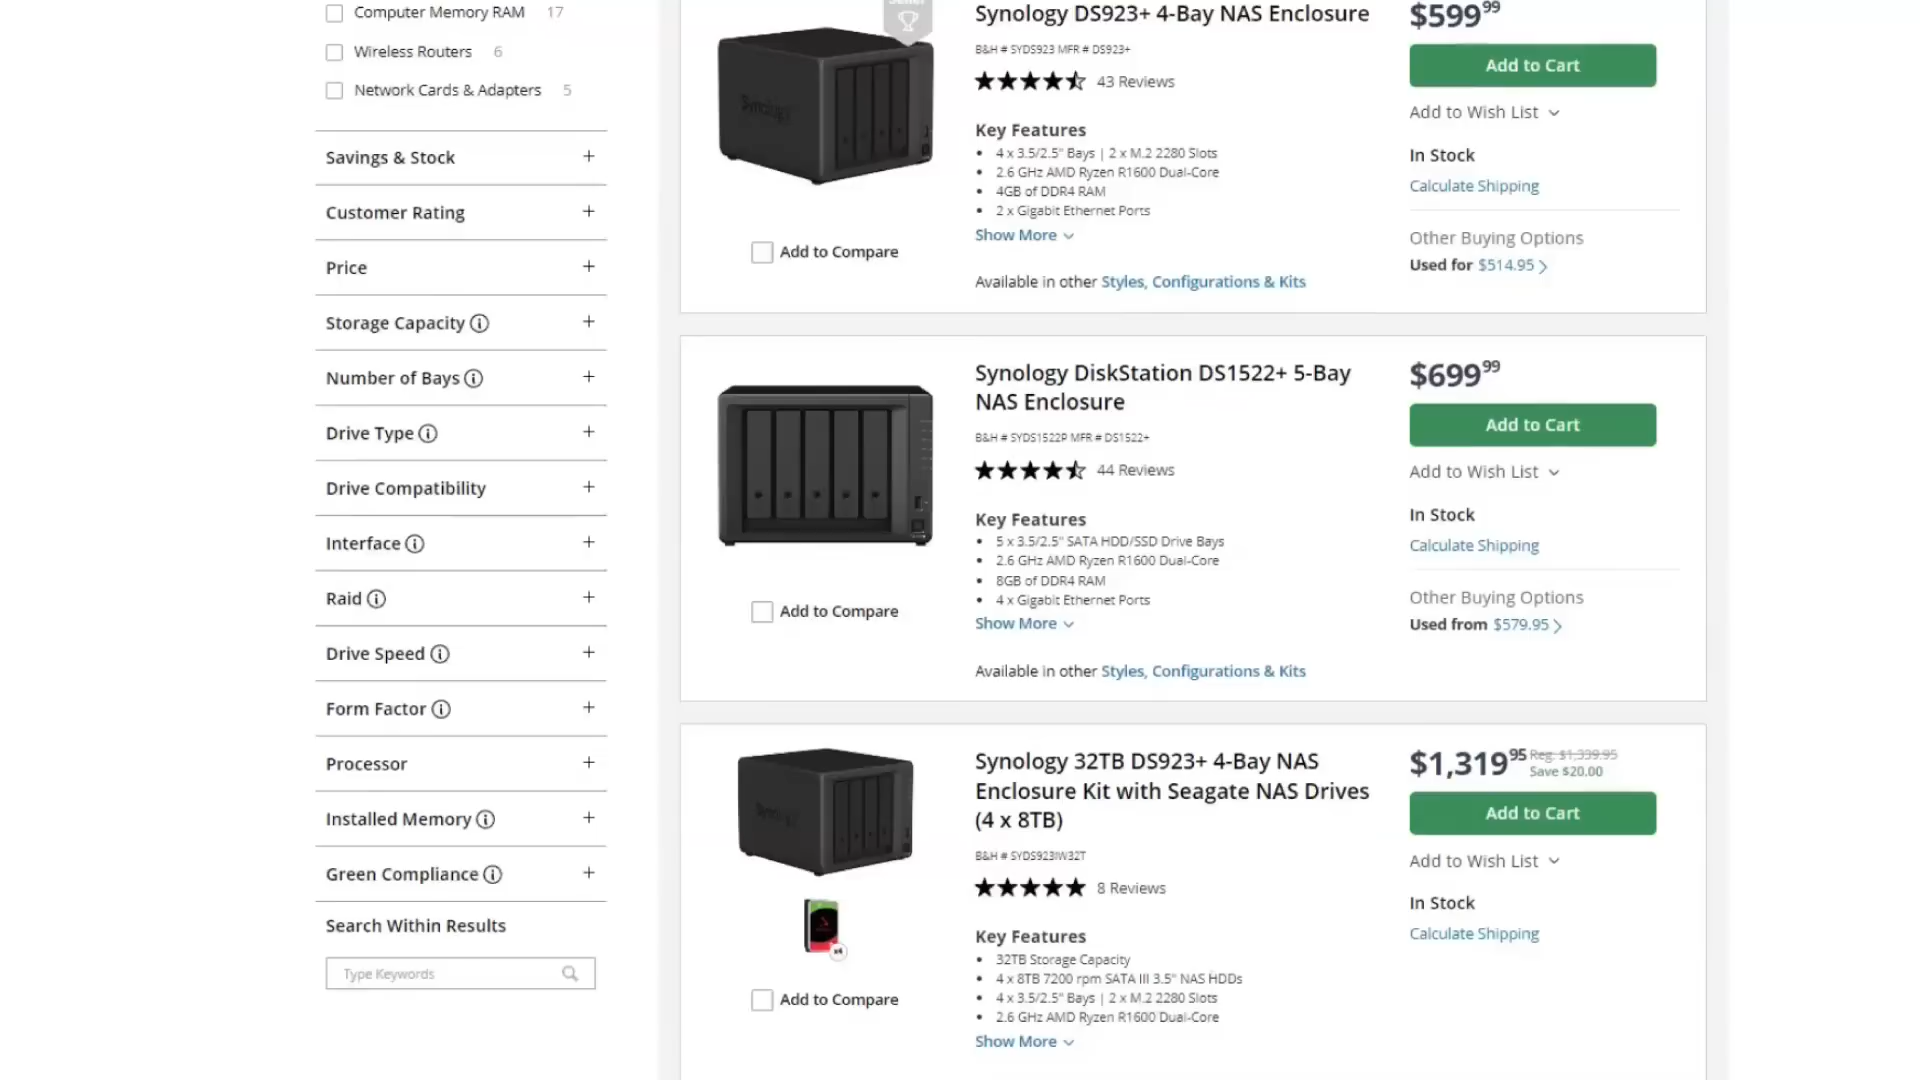 Computer Memory RAM 17
Wireless Routers 6
Network Cards & Adapters 5
Savings & Stock
Customer Rating
Price
Storage Capacity
Number of Bays
Drive Type
Drive Compatibility
Interface
Raid
Drive Speed
Form Factor
Processor
Installed Memory
Green Compliance
Search Within Results
Type Keywords
Seller
Synology
Add to Compare
Synology DS923+ 4-Bay NAS Enclosure
B&H # SYDS923 MFR # DS923+
43 Reviews
Key Features
• 4 x 3.5/2.5" Bays | 2 x M.2 2280 Slots
• 2.6 GHz AMD Ryzen R1600 Dual-Core
• 4GB of DDR4 RAM
• 2 x Gigabit Ethernet Ports
Show More
Available in other Styles, Configurations & Kits
$599 99
Add to Cart
Add to Wish List
In Stock
Calculate Shipping
Other Buying Options
Used for $514.95
Add to Compare
Synology DiskStation DS1522+ 5-Bay
NAS Enclosure
B&H # SYDS1522P MFR # DS1522+
44 Reviews
Key Features
• 5 x 3.5/2.5" SATA HDD/SSD Drive Bays
• 2.6 GHz AMD Ryzen R1600 Dual-Core
• 8GB of DDR4 RAM
• 4 x Gigabit Ethernet Ports
Show More
Available in other Styles, Configurations & Kits
$699 99
Add to Cart
Add to Wish List
In Stock
Calculate Shipping
Other Buying Options
Used from $579.95
Synology
x4
Add to Compare
Synology 32TB DS923+ 4-Bay NAS
Enclosure Kit with Seagate NAS Drives
(4 x 8TB)
B&H # SYDS923IW32T
8 Reviews
Key Features
• 32TB Storage Capacity
• 4 x 8TB 7200 rpm SATA III 3.5" NAS HDDs
• 4 x 3.5/2.5" Bays | 2 x M.2 2280 Slots
• 2.6 GHz AMD Ryzen R1600 Dual-Core
Show More
$1,319 95 Reg. $1,339.95
Save $20.00
Add to Cart
Add to Wish List
In Stock
Calculate Shipping